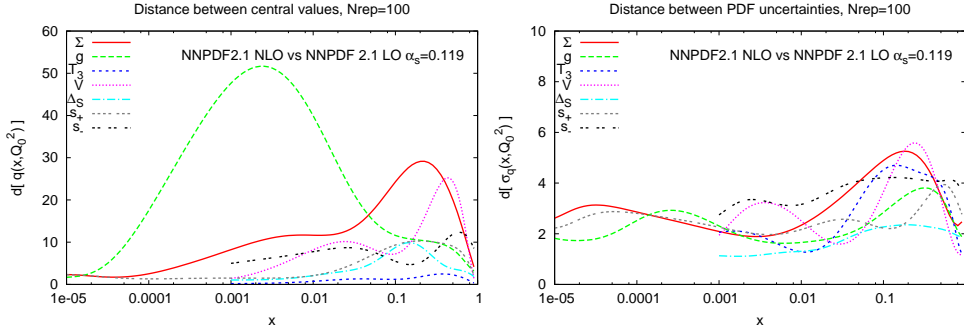 Distance between central values, Nrep=100
NNPDF2.1 NLO vs NNPDF 2.1 LO αs=0.119
Σ
g
T3
V
ΔS
s+
s-
d[ q(x,Q0^2) ]
60
50
40
30
20
10
0
1e-05 0.0001 0.001 0.01 0.1 1
x
Distance between PDF uncertainties, Nrep=100
NNPDF2.1 NLO vs NNPDF 2.1 LO αs=0.119
Σ
g
T3
V
ΔS
s+
s-
d[ σq(x,Q0^2) ]
10
8
6
4
2
0
1e-05 0.0001 0.001 0.01 0.1 1
x